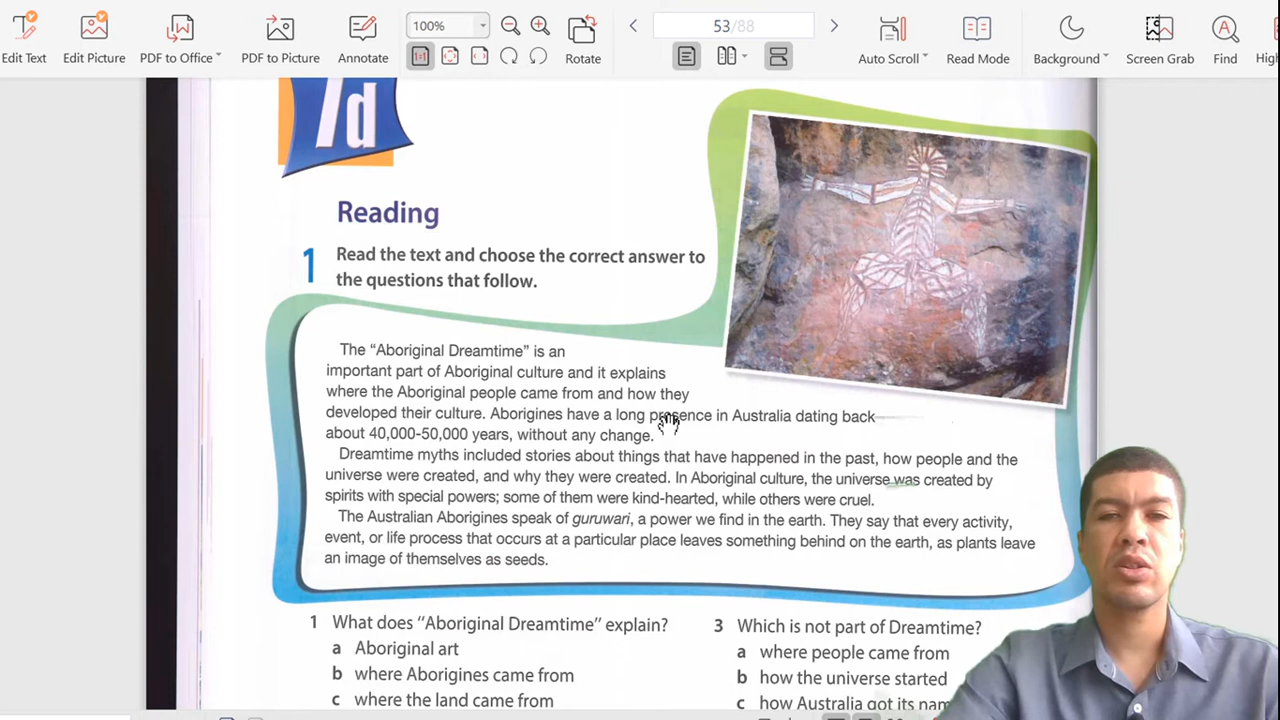 100%
53/88
Edit Text
Edit Picture
PDF to Office
PDF to Picture
Annotate
1:1
Rotate
Auto Scroll
Read Mode
Background
Screen Grab
Find
7d
Reading
1 Read the text and choose the correct answer to
the questions that follow.
The “Aboriginal Dreamtime” is an
important part of Aboriginal culture and it explains
where the Aboriginal people came from and how they
developed their culture. Aborigines have a long presence in Australia dating back
about 40,000-50,000 years, without any change.
Dreamtime myths included stories about things that have happened in the past, how people and the
universe were created, and why they were created. In Aboriginal culture, the universe was created by
spirits with special powers; some of them were kind-hearted, while others were cruel.
The Australian Aborigines speak of guruwari, a power we find in the earth. They say that every activity,
event, or life process that occurs at a particular place leaves something behind on the earth, as plants leave
an image of themselves as seeds.
1 What does “Aboriginal Dreamtime” explain?
a Aboriginal art
b where Aborigines came from
c where the land came from
3 Which is not part of Dreamtime?
a where people came from
b how the universe started
c how Australia got its